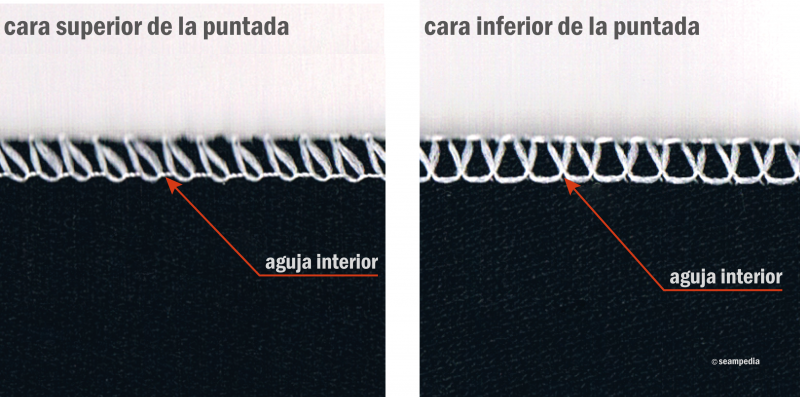 cara superior de la puntada
cara inferior de la puntada
aguja interior
aguja interior
© seampedia